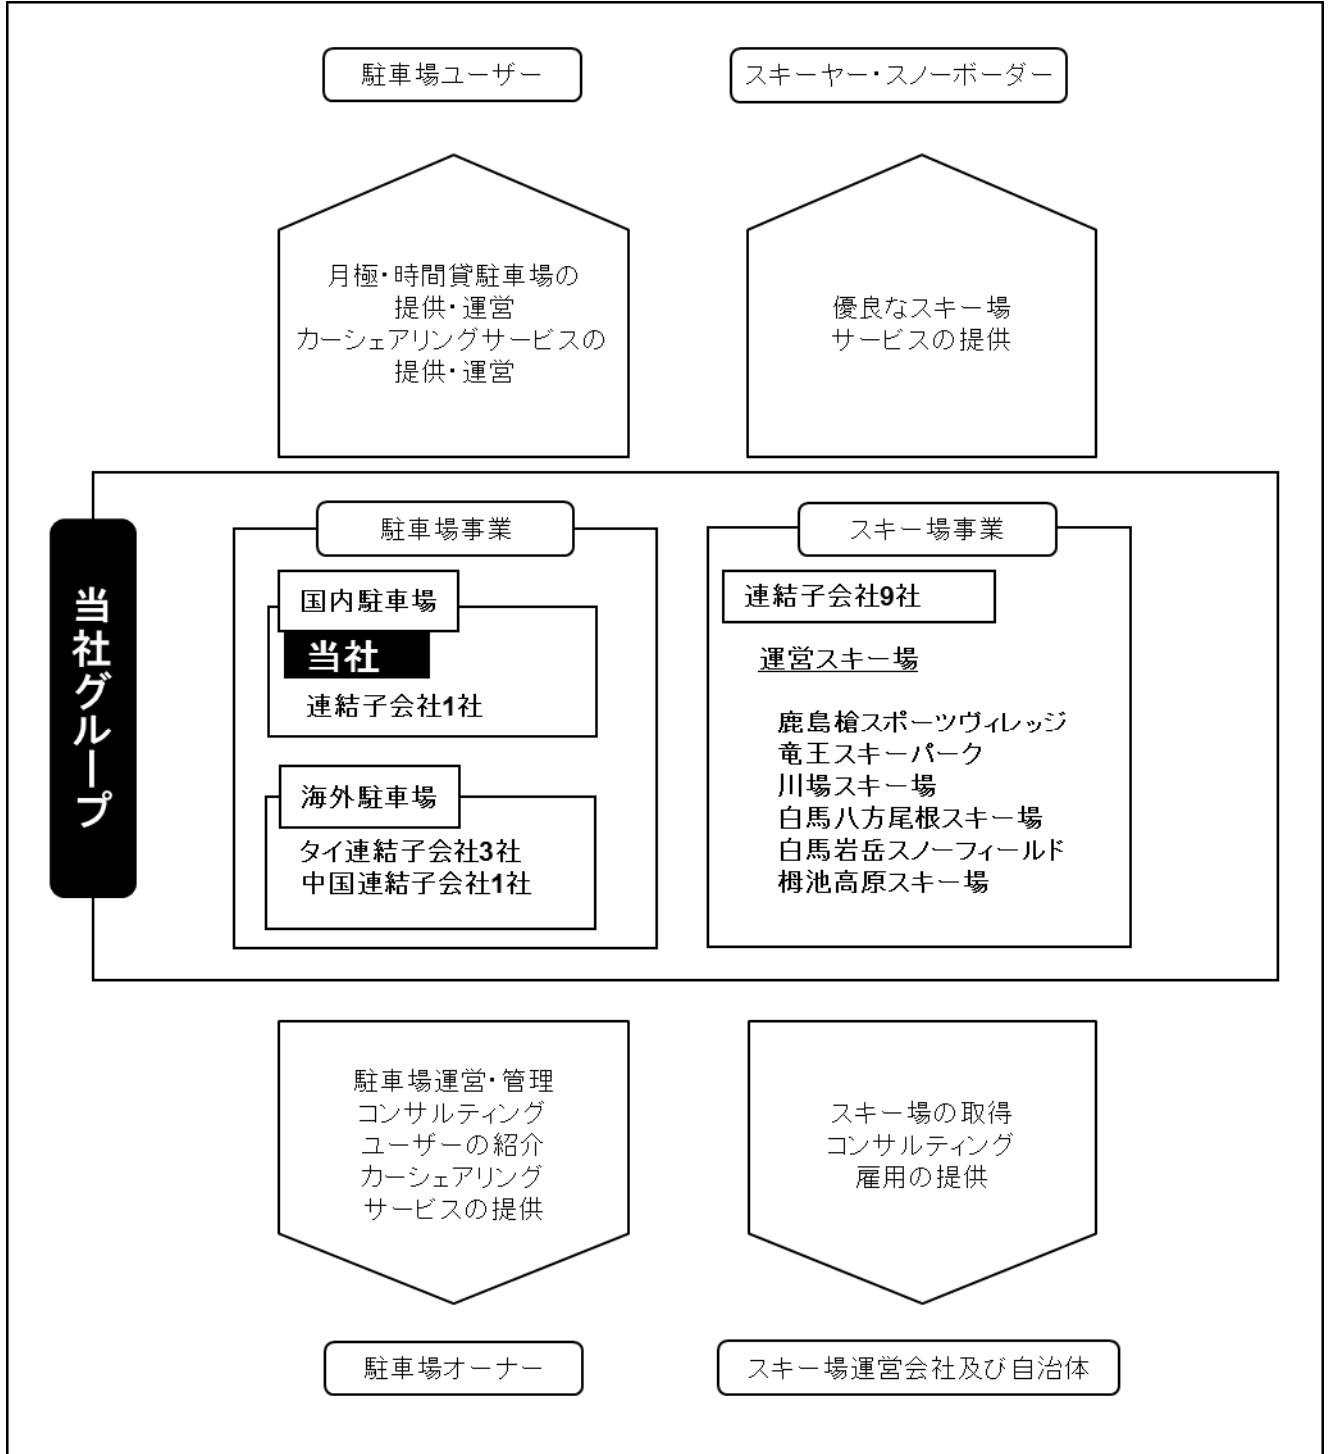 駐車場ユーザー
スキーヤー・スノーボーダー
月極・時間貸駐車場の
提供・運営
カーシェアリングサービスの
提供・運営
優良なスキー場
サービスの提供
当社グループ
駐車場事業
国内駐車場
当社
連結子会社1社
海外駐車場
タイ連結子会社3社
中国連結子会社1社
スキー場事業
連結子会社9社
運営スキー場
鹿島槍スポーツヴィレッジ
竜王スキーパーク
川場スキー場
白馬八方尾根スキー場
白馬岩岳スノーフィールド
栂池高原スキー場
駐車場運営・管理
コンサルティング
ユーザーの紹介
カーシェアリング
サービスの提供
スキー場の取得
コンサルティング
雇用の提供
駐車場オーナー
スキー場運営会社及び自治体